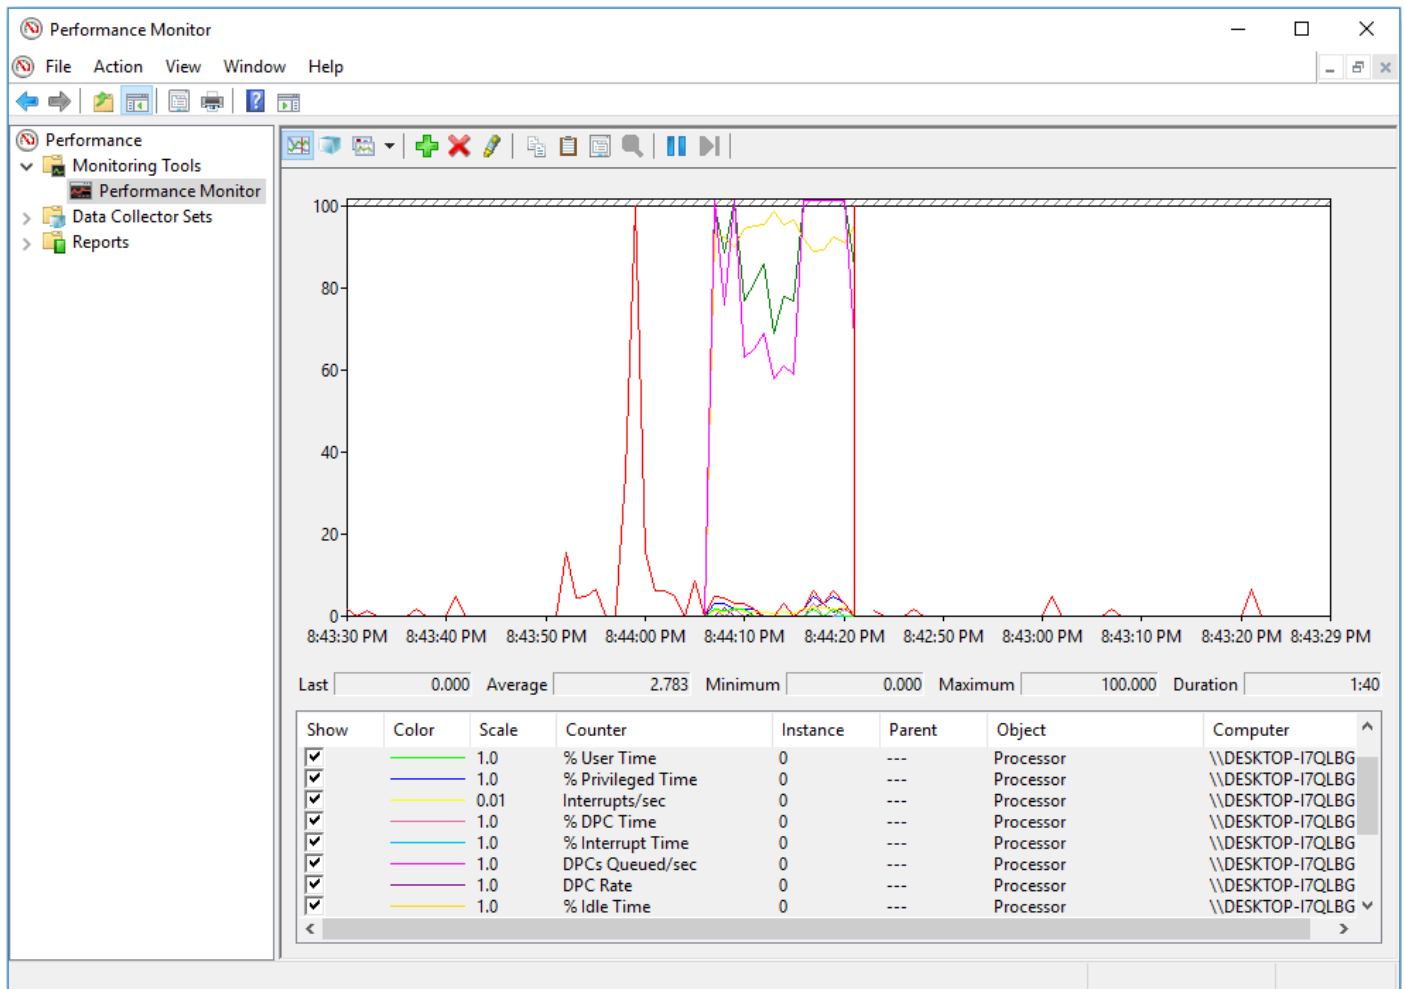 Performance Monitor
File Action View Window Help
Performance
Monitoring Tools
Performance Monitor
Data Collector Sets
Reports
100
80
60
40
20
0
8:43:30 PM 8:43:40 PM 8:43:50 PM 8:44:00 PM 8:44:10 PM 8:44:20 PM 8:42:50 PM 8:43:00 PM 8:43:10 PM 8:43:20 PM 8:43:29 PM
Last 0.000 Average 2.783 Minimum 0.000 Maximum 100.000 Duration 1:40
Show Color Scale Counter Instance Parent Object Computer
1.0 % User Time 0 --- Processor \\DESKTOP-I7QLBG
1.0 % Privileged Time 0 --- Processor \\DESKTOP-I7QLBG
0.01 Interrupts/sec 0 --- Processor \\DESKTOP-I7QLBG
1.0 % DPC Time 0 --- Processor \\DESKTOP-I7QLBG
1.0 % Interrupt Time 0 --- Processor \\DESKTOP-I7QLBG
1.0 DPCs Queued/sec 0 --- Processor \\DESKTOP-I7QLBG
1.0 DPC Rate 0 --- Processor \\DESKTOP-I7QLBG
1.0 % Idle Time 0 --- Processor \\DESKTOP-I7QLBG